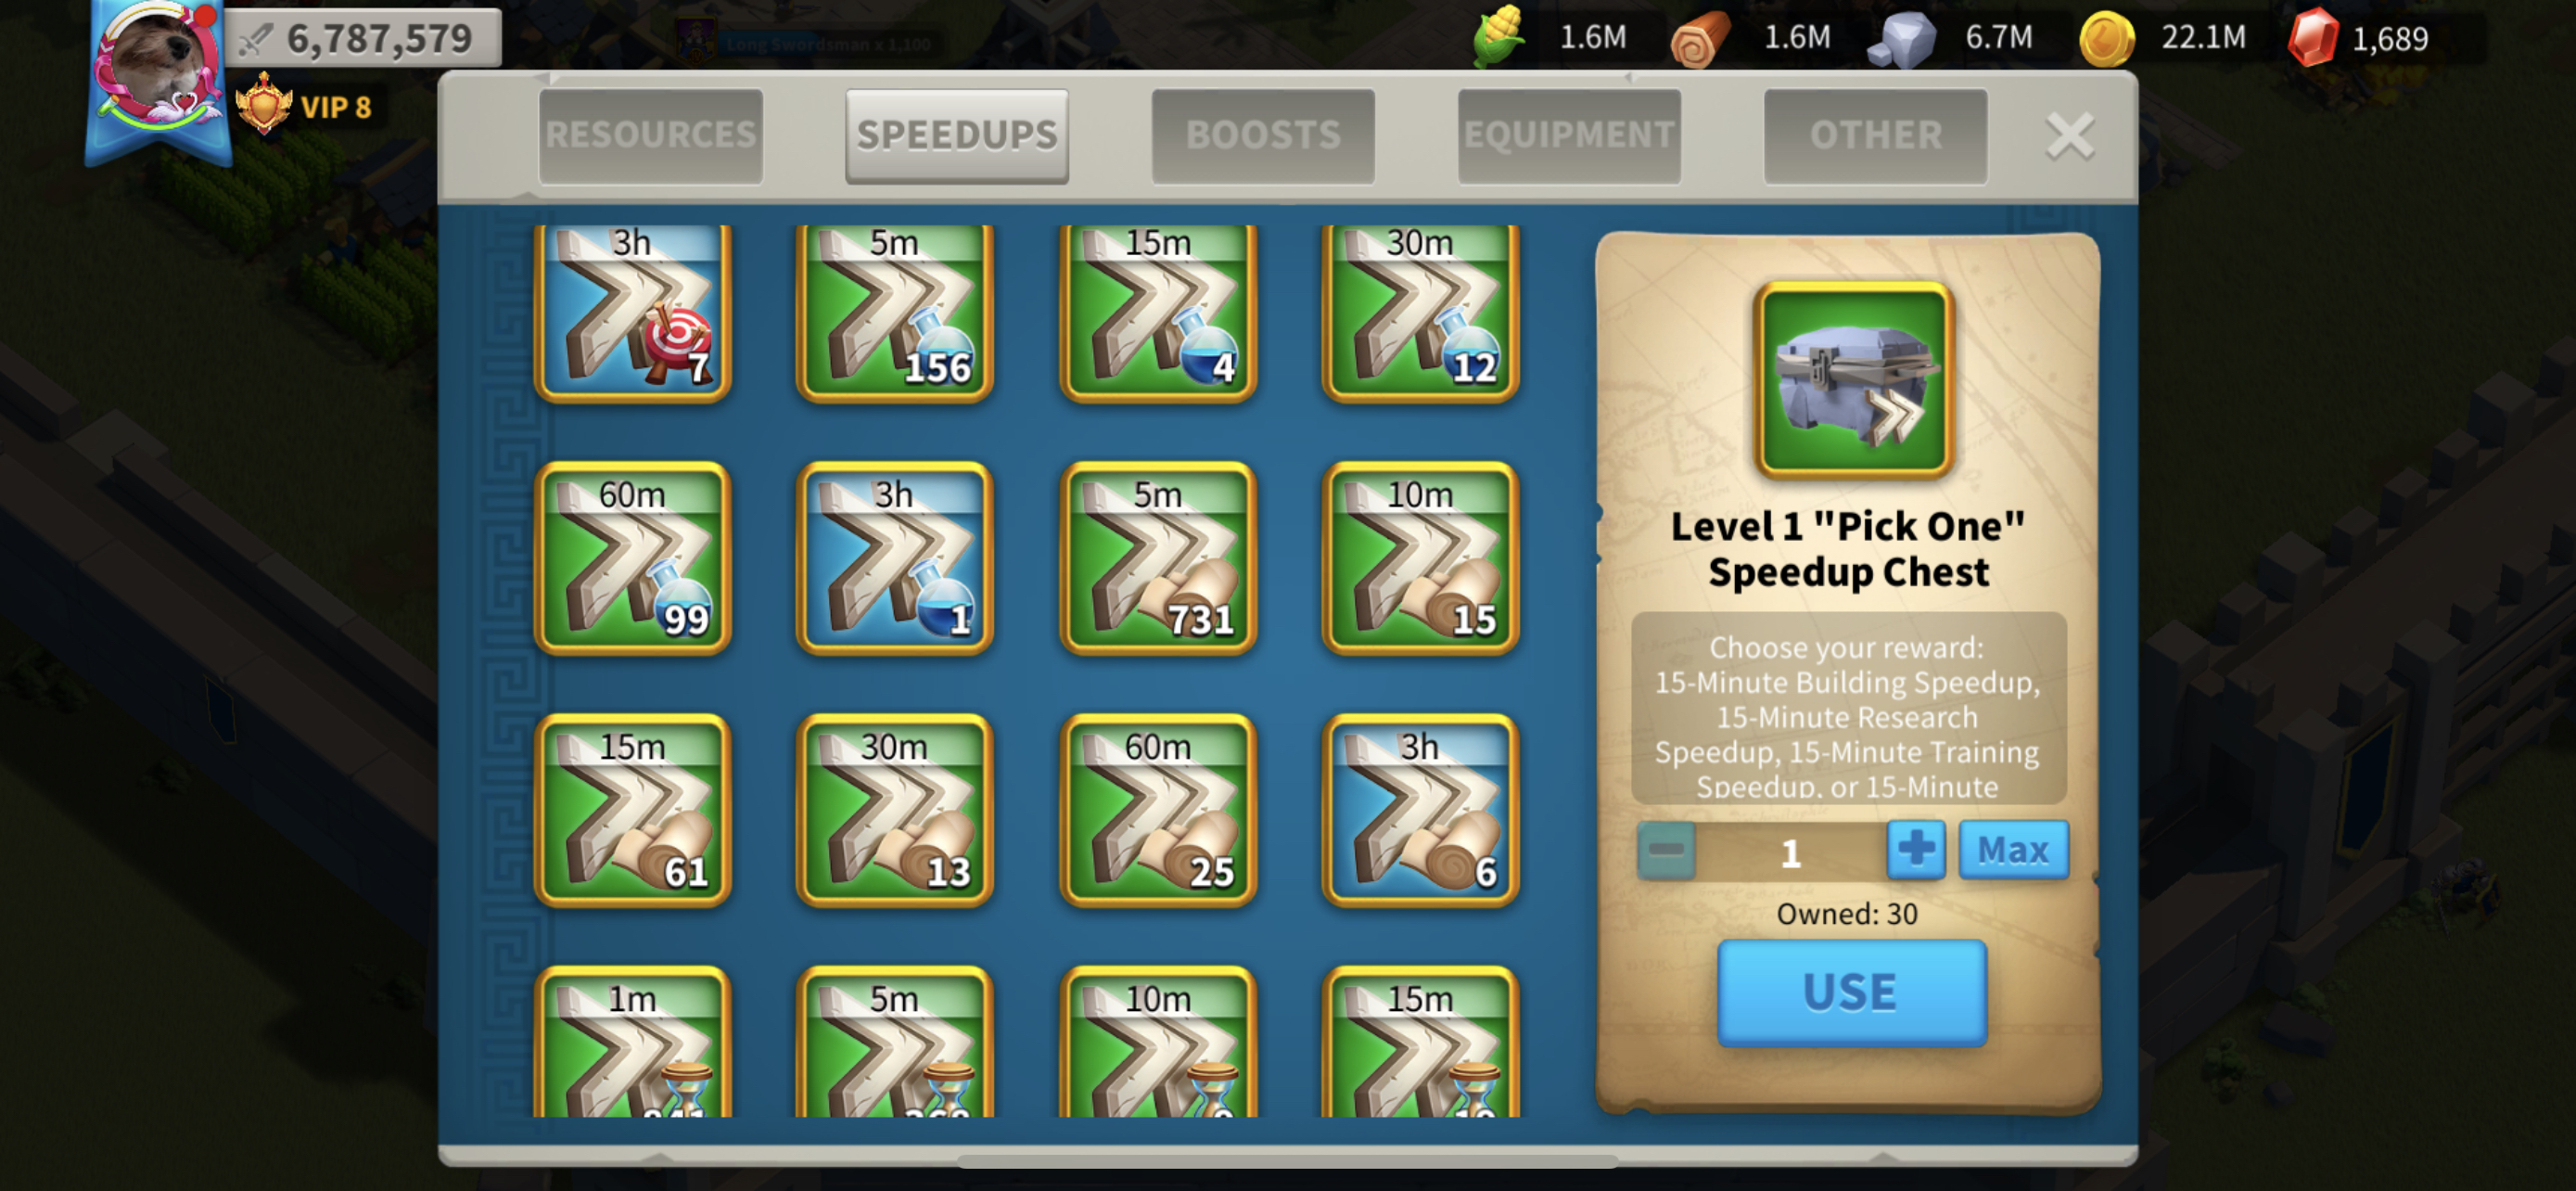 6,787,579
Long Swordsman x 1,100
1.6M
1.6M
6.7M
22.1M
1,689
VIP 8
RESOURCES
SPEEDUPS
BOOSTS
EQUIPMENT
OTHER
3h
5m
15m
30m
7
156
4
12
60m
3h
5m
10m
99
1
731
15
15m
30m
60m
3h
61
13
25
6
1m
5m
10m
15m
Level 1 "Pick One"
Speedup Chest
Choose your reward:
15-Minute Building Speedup,
15-Minute Research
Speedup, 15-Minute Training
Speedup, or 15-Minute
1
Max
Owned: 30
USE